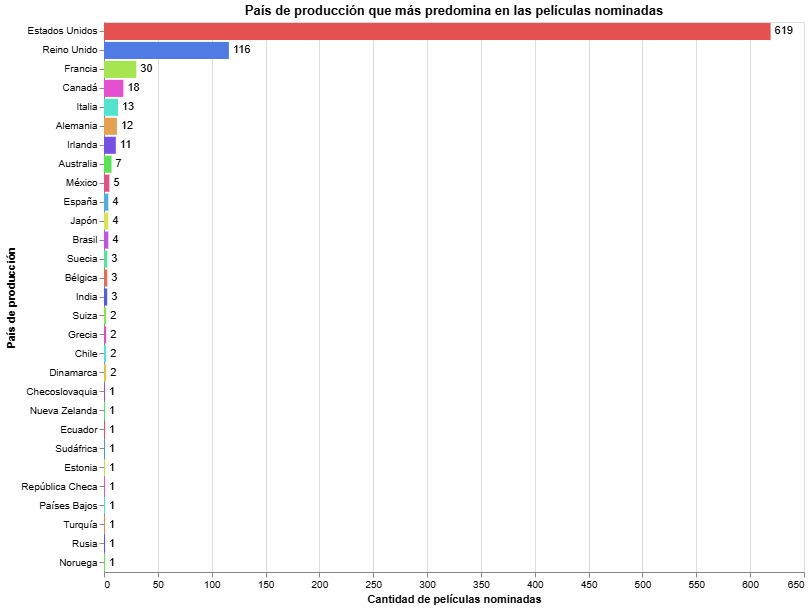 País de producción que más predomina en las películas nominadas
País de producción
Estados Unidos 619
Reino Unido 116
Francia 30
Canadá 18
Italia 13
Alemania 12
Irlanda 11
Australia 7
México 5
España 4
Japón 4
Brasil 4
Suecia 3
Bélgica 3
India 3
Suiza 2
Grecia 2
Chile 2
Dinamarca 2
Checoslovaquia 1
Nueva Zelanda 1
Ecuador 1
Sudáfrica 1
Estonia 1
República Checa 1
Países Bajos 1
Turquía 1
Rusia 1
Noruega 1
0 50 100 150 200 250 300 350 400 450 500 550 600 650
Cantidad de películas nominadas